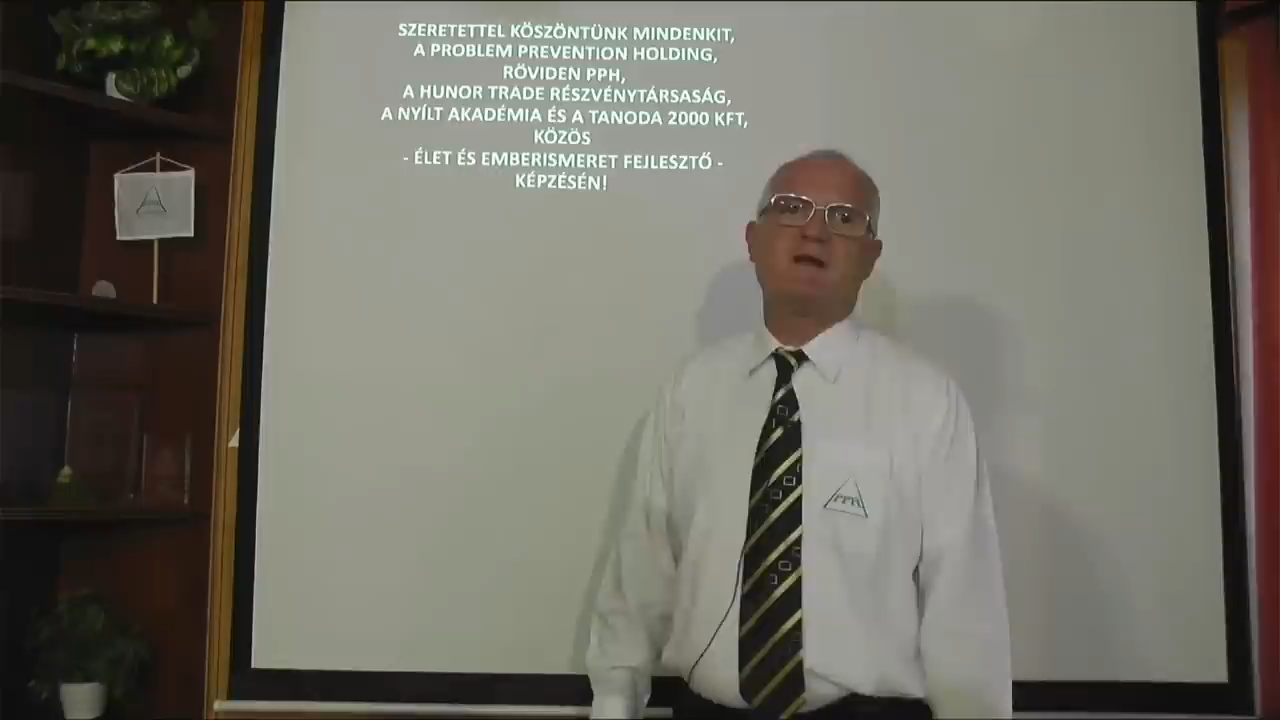 SZERETETTEL KÖSZÖNTÜNK MINDENKIT,
A PROBLEM PREVENTION HOLDING,
RÖVIDEN PPH,
A HUNOR TRADE RÉSZVÉNYTÁRSASÁG,
A NYÍLT AKADÉMIA ÉS A TANODA 2000 KFT,
KÖZÖS
- ÉLET ÉS EMBERISMERET FEJLESZTŐ -
KÉPZÉSÉN!
PPH